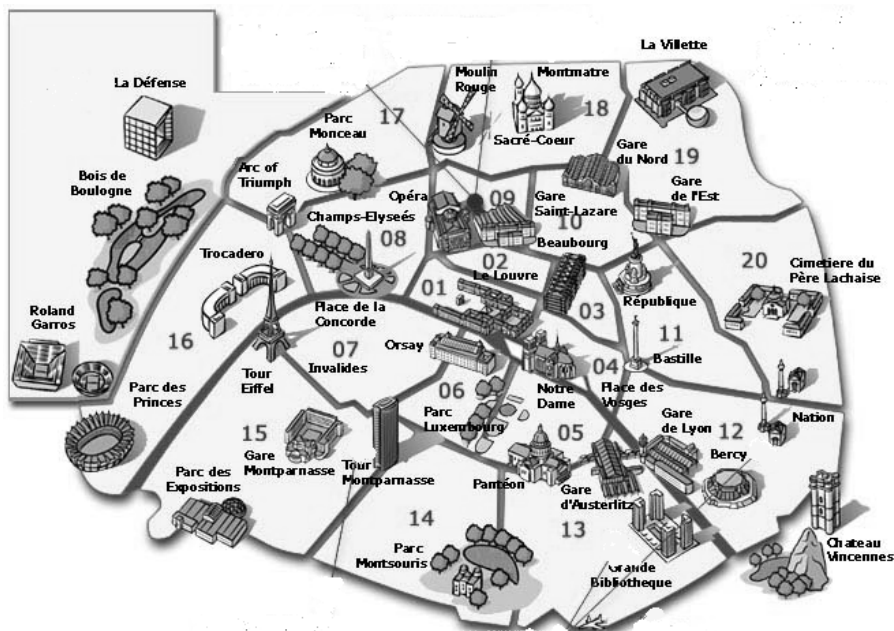 La Villette
Moulin
Rouge
Montmatre
La Défense
17
18
Parc
Monceau
Sacré-Coeur
Gare
du Nord
19
Arc of
Triumph
Bois de
Boulogne
Opéra
09
Gare
Saint-Lazare
Gare
de l'Est
Champs-Elyseés
10
08
Beaubourg
Trocadero
02
20
Cimetiere du
Père Lachaise
Le Louvre
01
République
03
Roland
Garros
Place de la
Concorde
16
11
07
Orsay
Bastille
Invalides
04
Tour
Eiffel
Notre
Dame
Place des
Vosges
Parc des
Princes
06
Parc
Luxembourg
Nation
Gare
de Lyon
12
15
05
Bercy
Gare
Montparnasse
Tour
Montparnasse
Parc des
Expositions
Pantéon
Gare
d'Austerlitz
14
13
Parc
Montsouris
Chateau
Vincennes
Grande
Bibliotheque